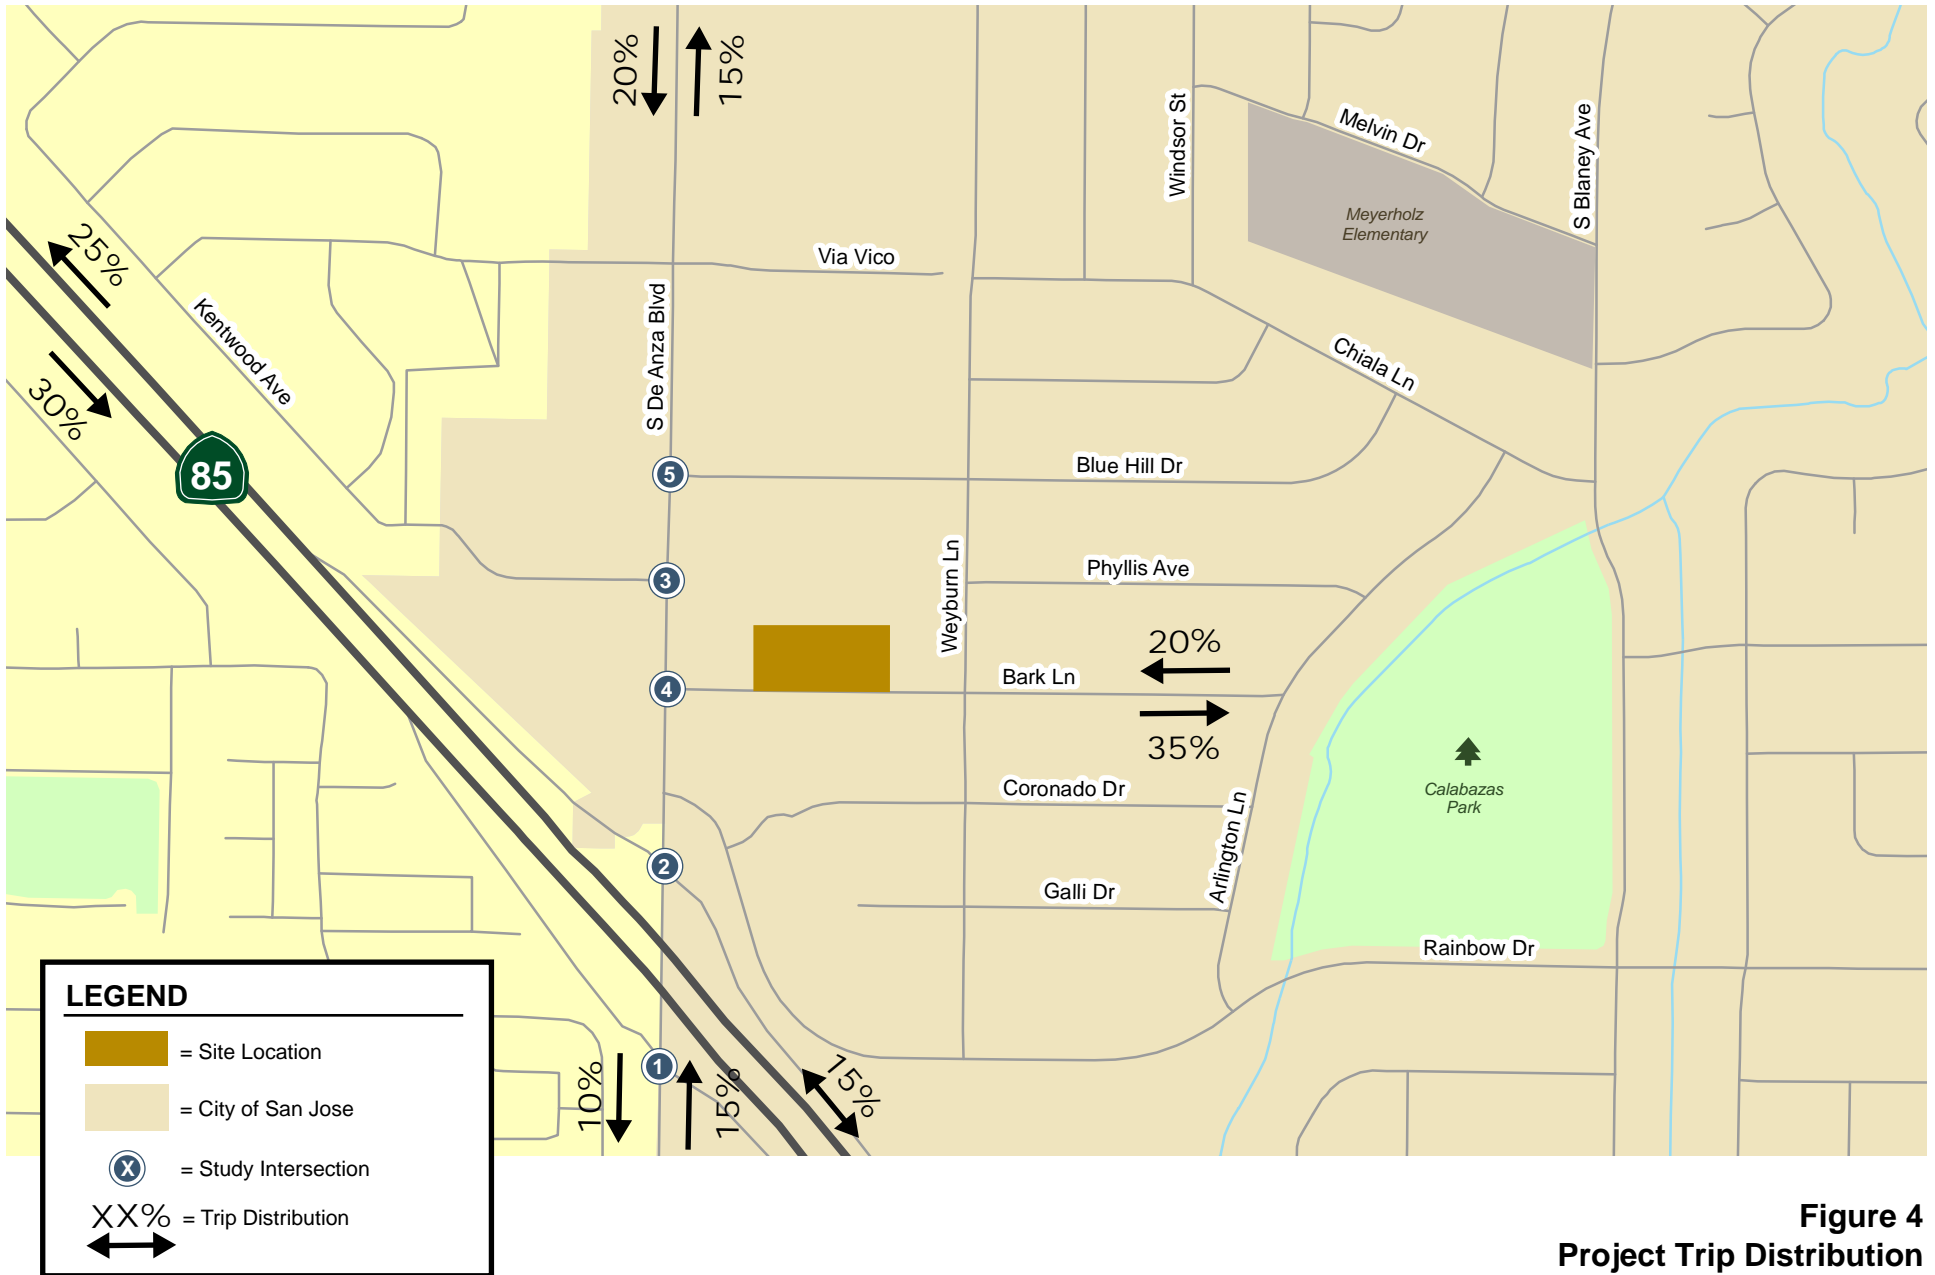 20%
15%
Windsor St
Melvin Dr
S Blaney Ave
Meyerholz
Elementary
25%
Via Vico
Kentwood Ave
S De Anza Blvd
Chiala Ln
30%
85
5
Blue Hill Dr
3
Weyburn Ln
Phyllis Ave
20%
4
Bark Ln
35%
Coronado Dr
Calabazas
Park
Arlington Ln
2
Galli Dr
Rainbow Dr
1
10%
15%
15%
LEGEND
= Site Location
= City of San Jose
X = Study Intersection
XX% = Trip Distribution
Figure 4
Project Trip Distribution